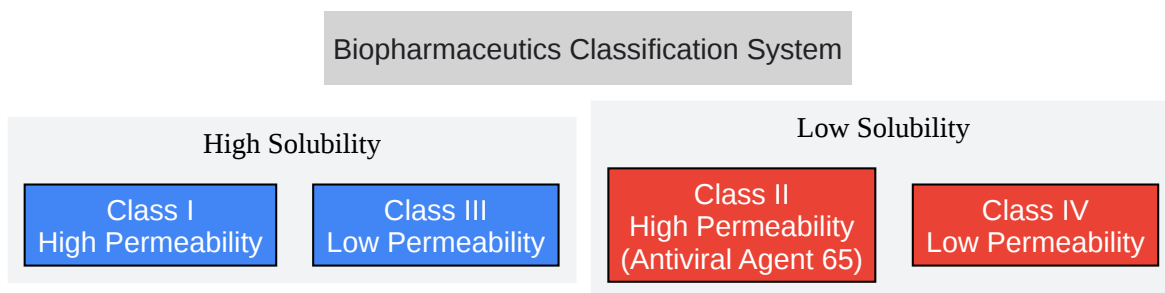 Biopharmaceutics Classification System
High Solubility
Class I
High Permeability
Class III
Low Permeability
Low Solubility
Class II
High Permeability
(Antiviral Agent 65)
Class IV
Low Permeability